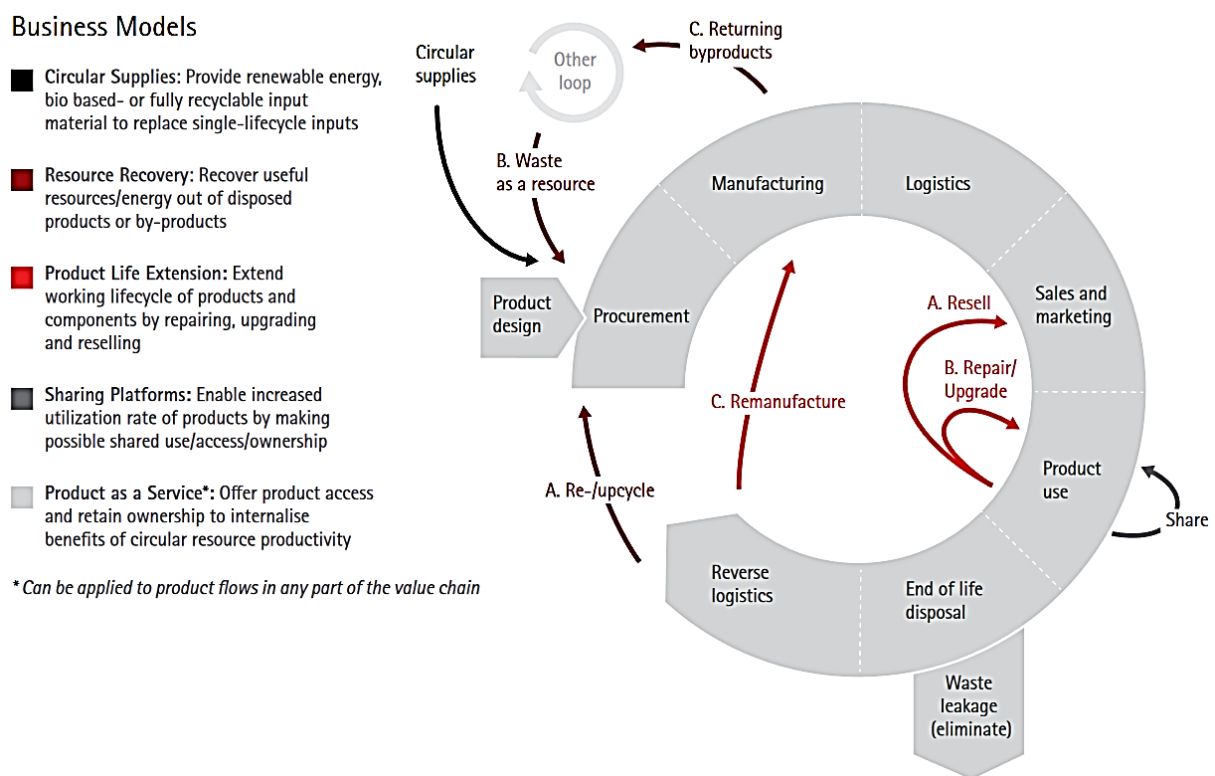 Business Models
Circular Supplies: Provide renewable energy,
bio based- or fully recyclable input
material to replace single-lifecycle inputs
Resource Recovery: Recover useful
resources/energy out of disposed
products or by-products
Product Life Extension: Extend
working lifecycle of products and
components by repairing, upgrading
and reselling
Sharing Platforms: Enable increased
utilization rate of products by making
possible shared use/access/ownership
Product as a Service*: Offer product access
and retain ownership to internalise
benefits of circular resource productivity
* Can be applied to product flows in any part of the value chain
Circular
supplies
Other
loop
C. Returning
byproducts
B. Waste
as a resource
Manufacturing
Logistics
Product
design
Procurement
Sales and
marketing
A. Resell
B. Repair/
Upgrade
C. Remanufacture
Product
use
A. Re-/upcycle
Share
Reverse
logistics
End of life
disposal
Waste
leakage
(eliminate)